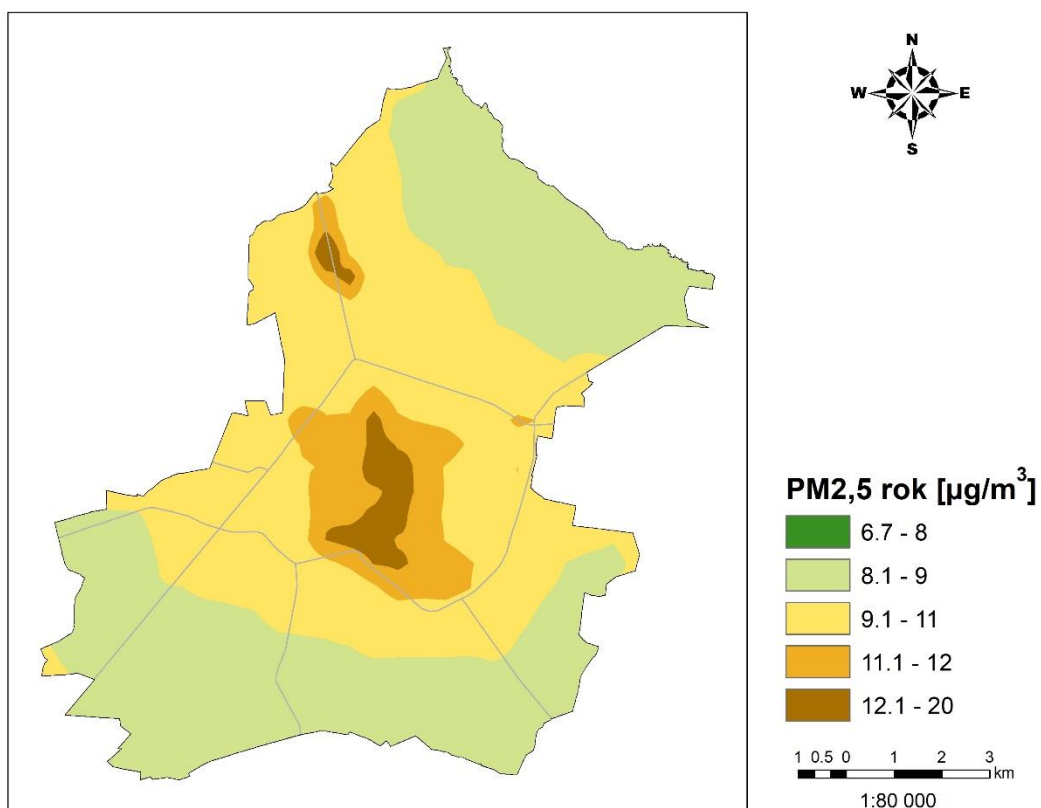 N
W E
S
PM2,5 rok [µg/m³]
6.7 - 8
8.1 - 9
9.1 - 11
11.1 - 12
12.1 - 20
1 0.5 0 1 2 3
km
1:80 000